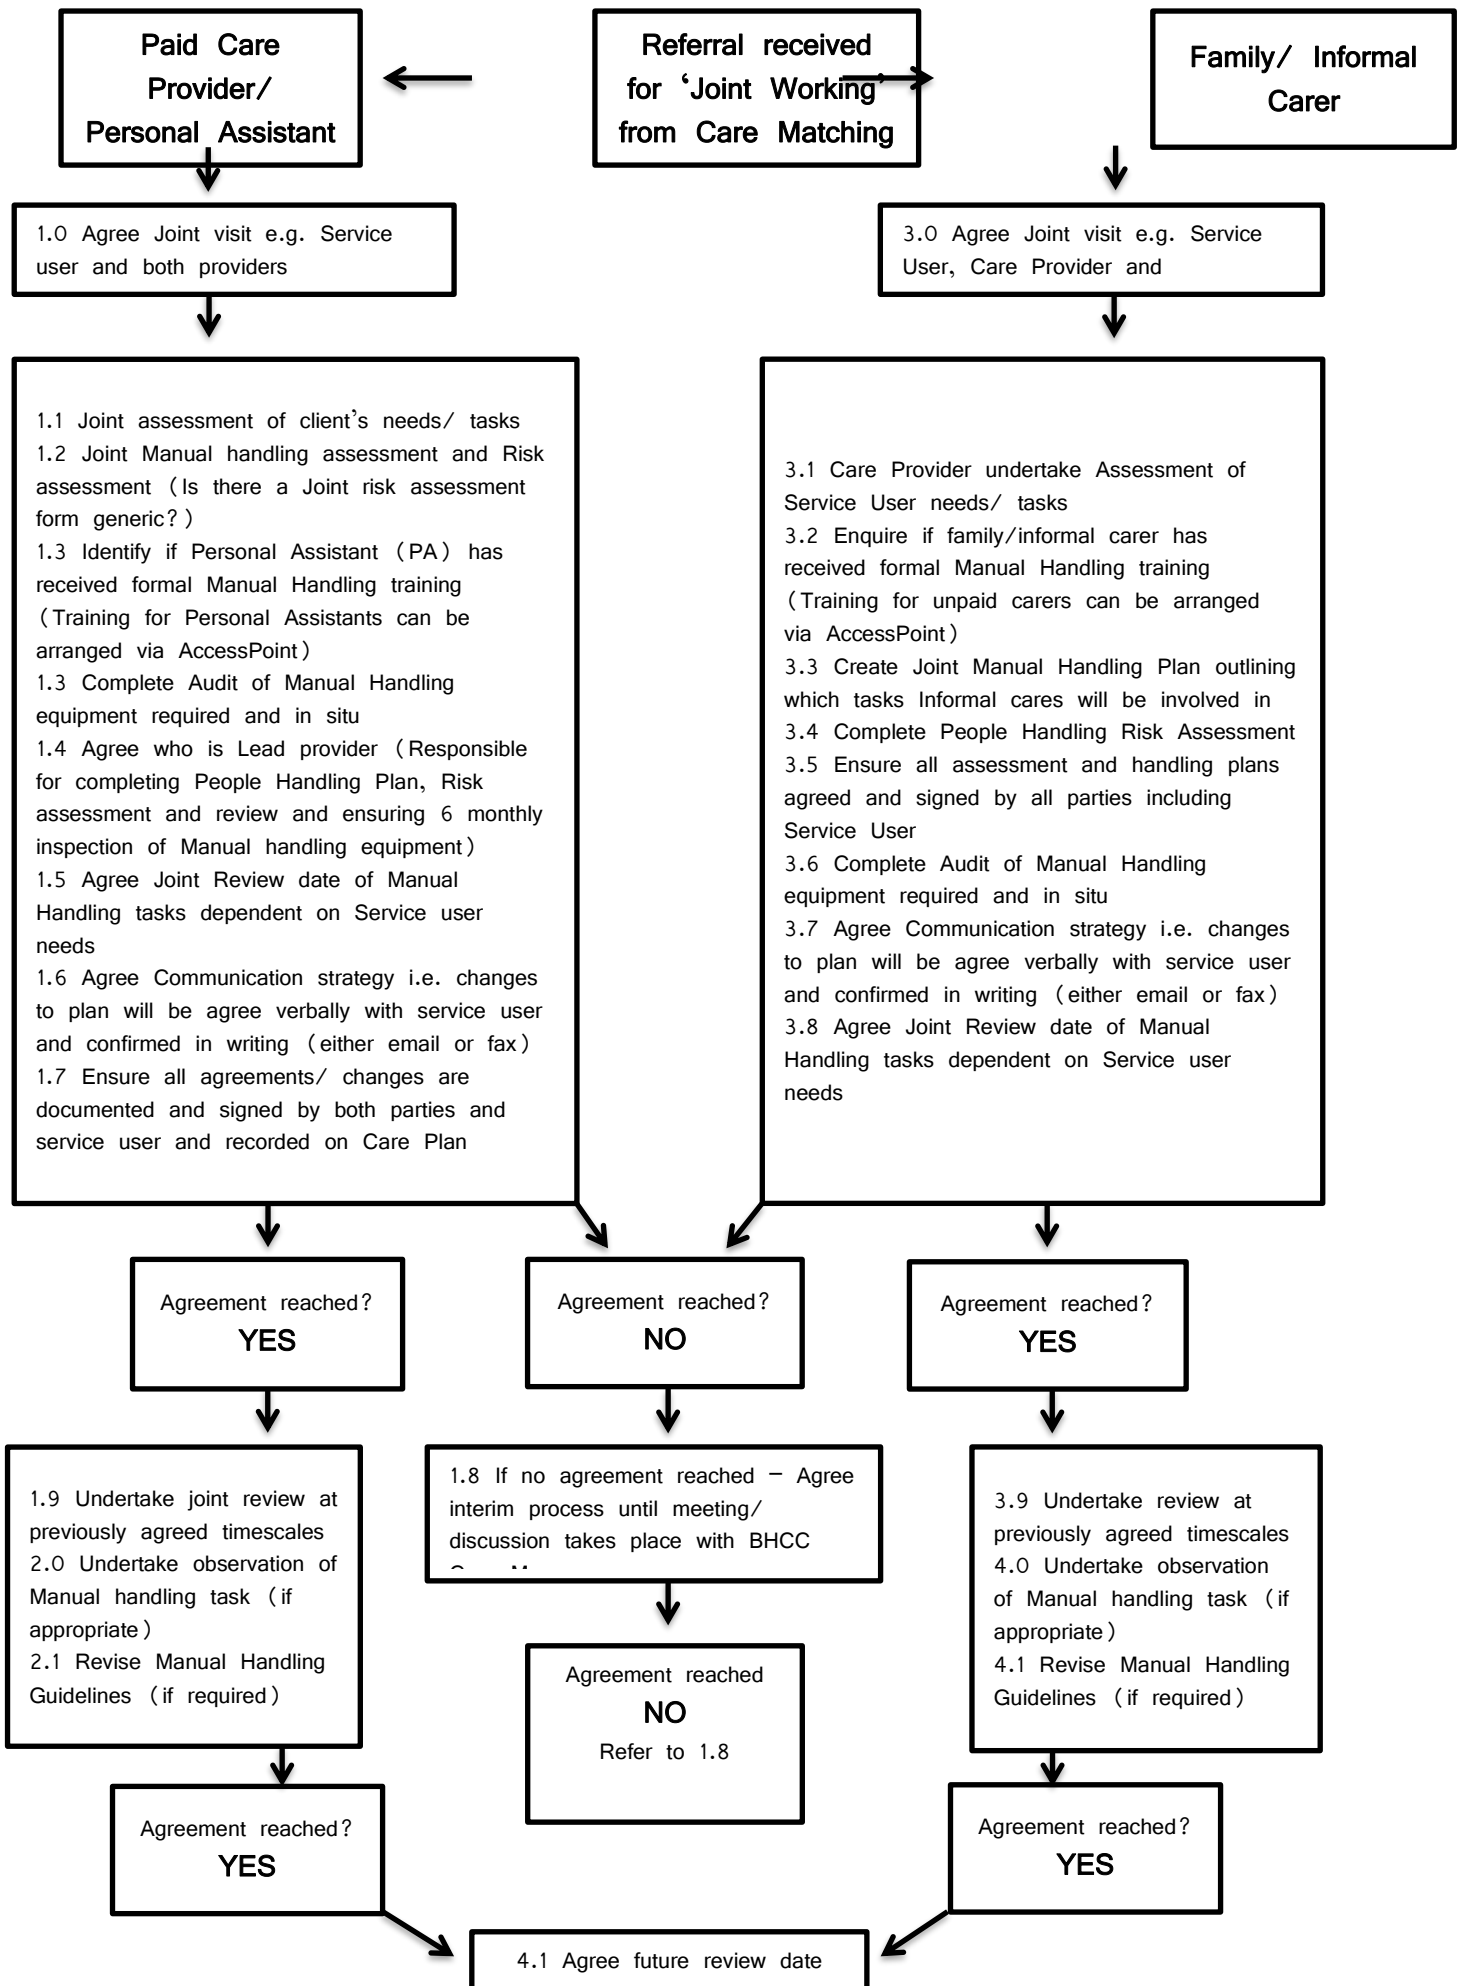 Paid Care
Provider/
Personal Assistant
Referral received
for ‘Joint Working’
from Care Matching
Family/ Informal
Carer
1.0 Agree Joint visit e.g. Service
user and both providers
3.0 Agree Joint visit e.g. Service
User, Care Provider and
1.1 Joint assessment of client’s needs/ tasks
1.2 Joint Manual handling assessment and Risk
assessment (Is there a Joint risk assessment
form generic?)
1.3 Identify if Personal Assistant (PA) has
received formal Manual Handling training
(Training for Personal Assistants can be
arranged via AccessPoint)
1.3 Complete Audit of Manual Handling
equipment required and in situ
1.4 Agree who is Lead provider (Responsible
for completing People Handling Plan, Risk
assessment and review and ensuring 6 monthly
inspection of Manual handling equipment)
1.5 Agree Joint Review date of Manual
Handling tasks dependent on Service user
needs
1.6 Agree Communication strategy i.e. changes
to plan will be agree verbally with service user
and confirmed in writing (either email or fax)
1.7 Ensure all agreements/ changes are
documented and signed by both parties and
service user and recorded on Care Plan
3.1 Care Provider undertake Assessment of
Service User needs/ tasks
3.2 Enquire if family/informal carer has
received formal Manual Handling training
(Training for unpaid carers can be arranged
via AccessPoint)
3.3 Create Joint Manual Handling Plan outlining
which tasks Informal cares will be involved in
3.4 Complete People Handling Risk Assessment
3.5 Ensure all assessment and handling plans
agreed and signed by all parties including
Service User
3.6 Complete Audit of Manual Handling
equipment required and in situ
3.7 Agree Communication strategy i.e. changes
to plan will be agree verbally with service user
and confirmed in writing (either email or fax)
3.8 Agree Joint Review date of Manual
Handling tasks dependent on Service user
needs
Agreement reached?
YES
Agreement reached?
NO
Agreement reached?
YES
1.9 Undertake joint review at
previously agreed timescales
2.0 Undertake observation of
Manual handling task (if
appropriate)
2.1 Revise Manual Handling
Guidelines (if required)
1.8 If no agreement reached – Agree
interim process until meeting/
discussion takes place with BHCC
3.9 Undertake review at
previously agreed timescales
4.0 Undertake observation
of Manual handling task (if
appropriate)
4.1 Revise Manual Handling
Guidelines (if required)
Agreement reached
NO
Refer to 1.8
Agreement reached?
YES
Agreement reached?
YES
4.1 Agree future review date